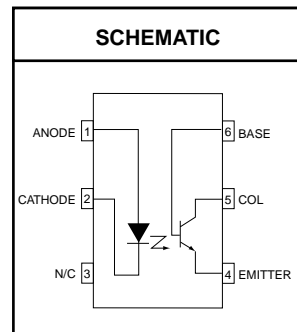 SCHEMATIC
ANODE 1
6 BASE
CATHODE 2
5 COL
N/C 3
4 EMITTER